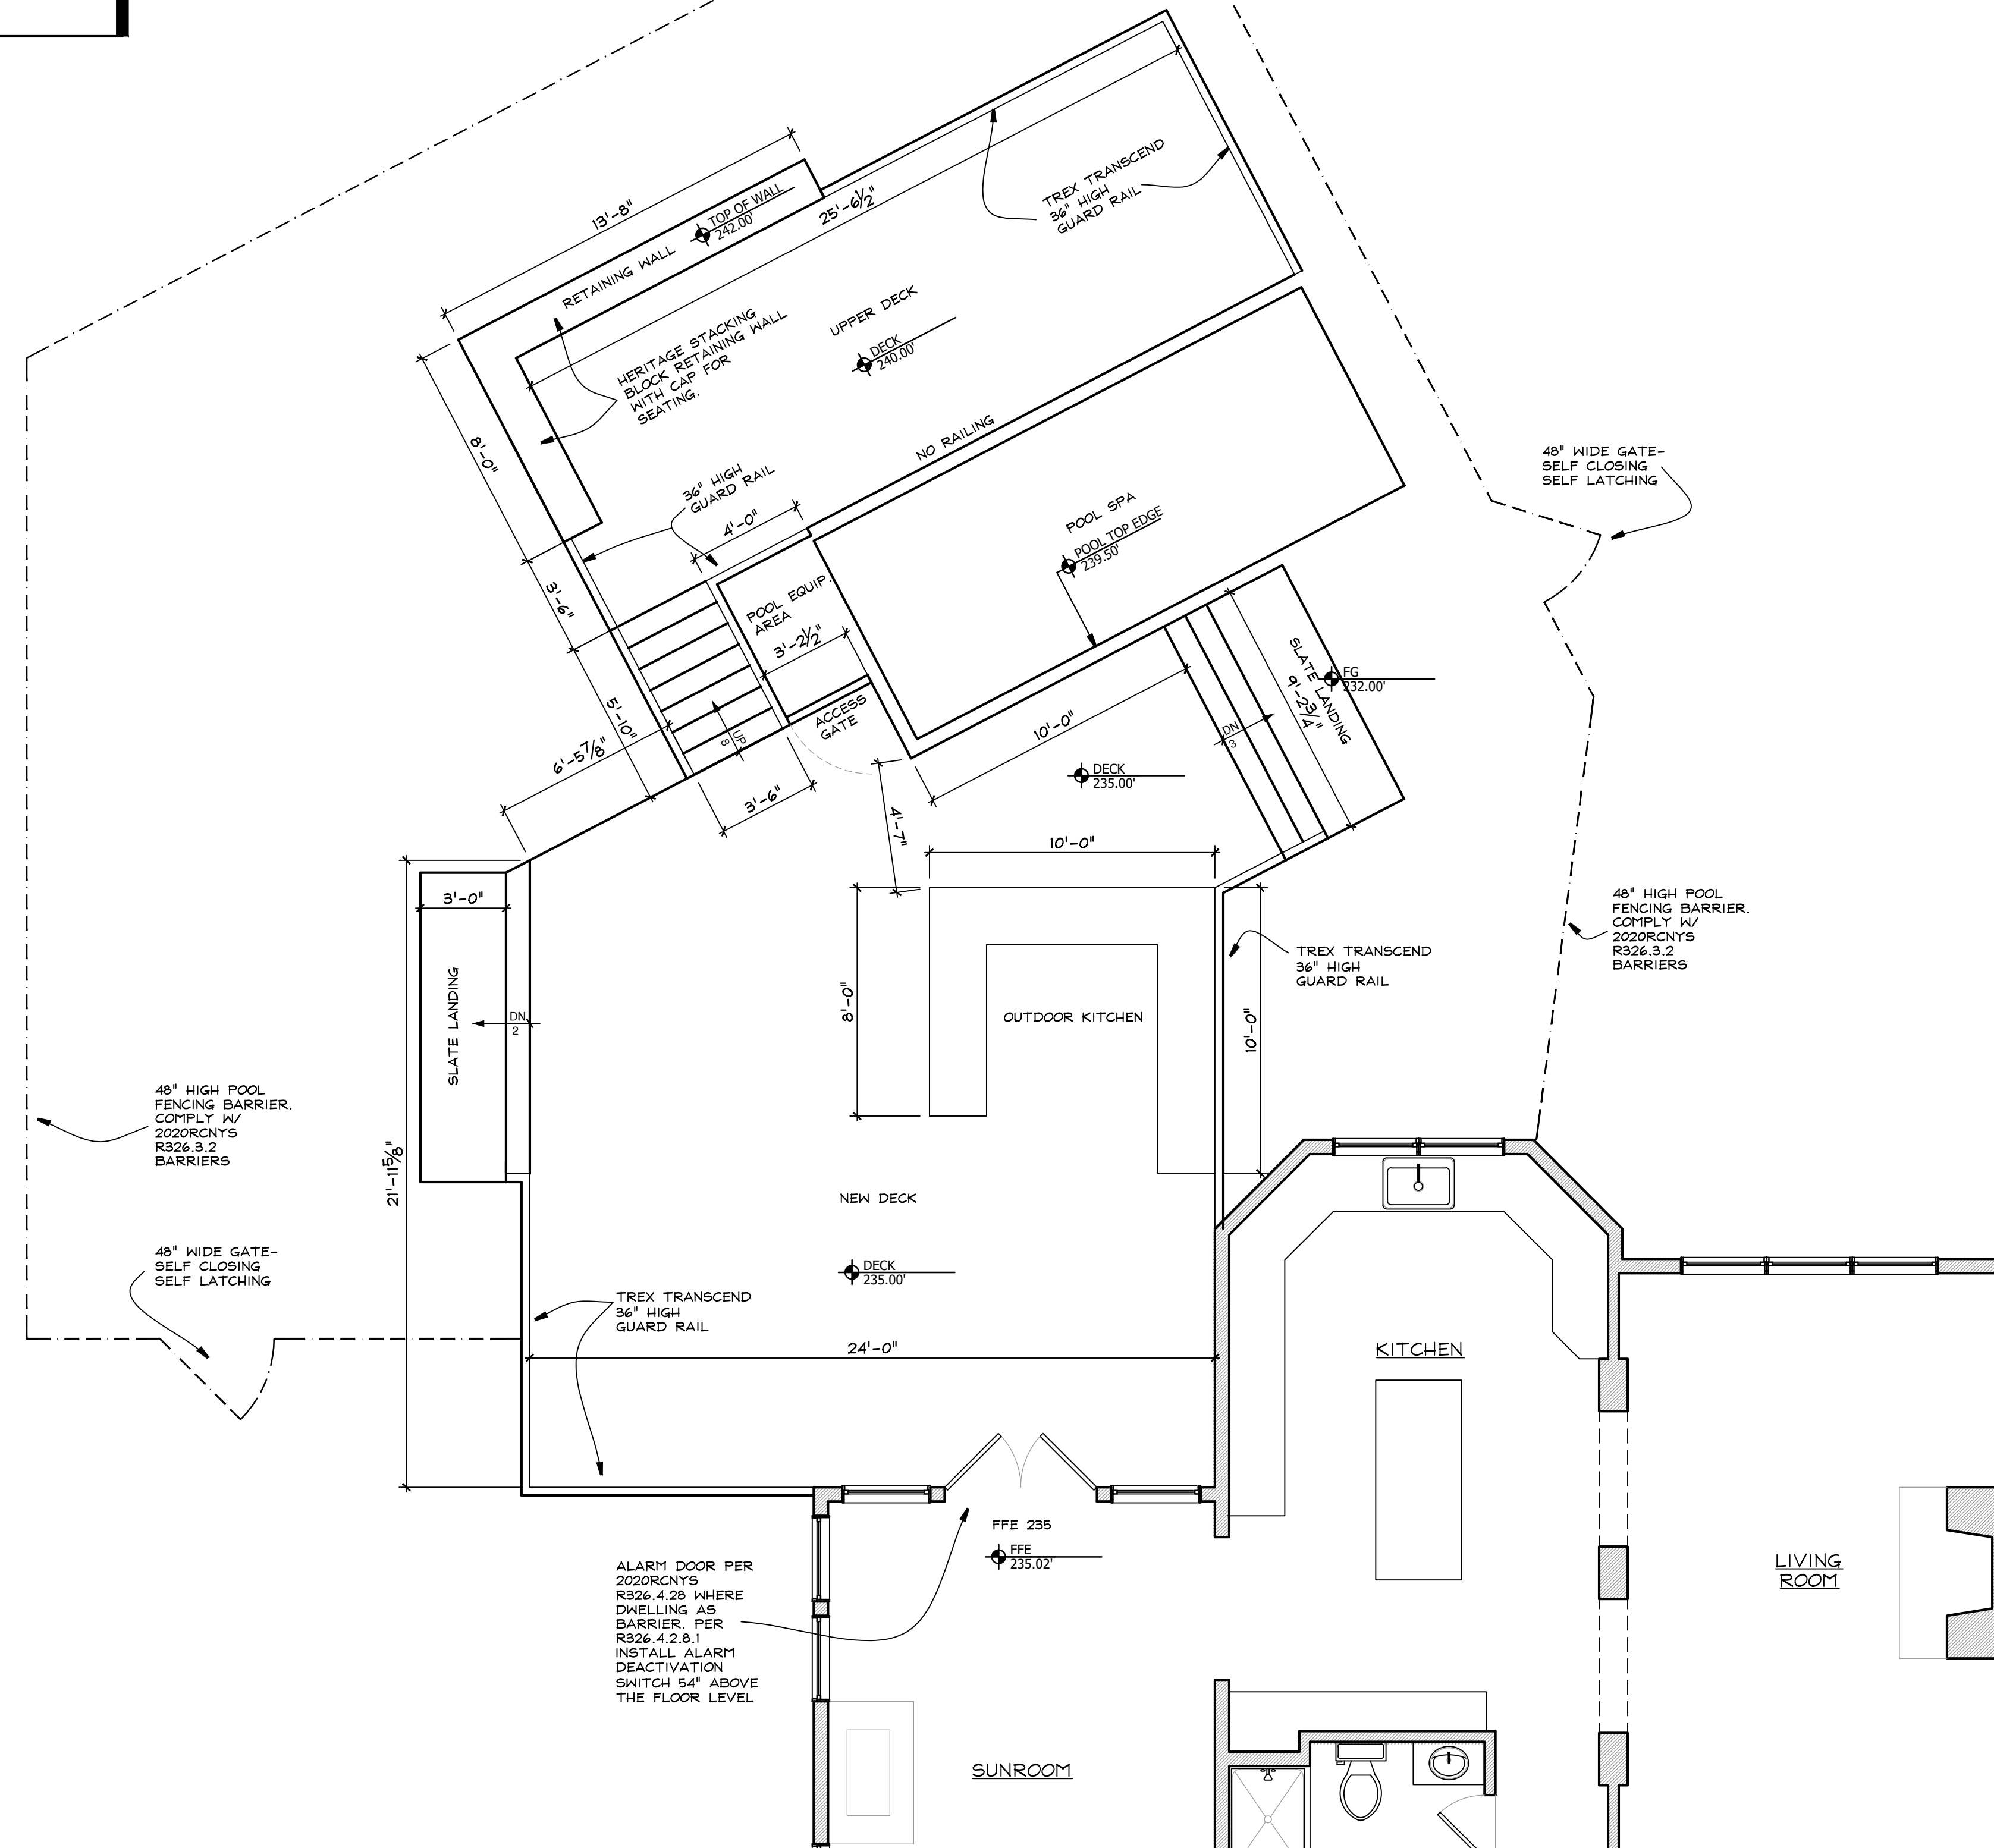 13'-8"
TOP OF WALL
242.00'
RETAINING WALL
25'-6½"
TREX TRANSCEND
36" HIGH
GUARD RAIL
UPPER DECK
DECK
240.00'
HERITAGE STACKING
BLOCK RETAINING WALL
WITH CAP FOR
SEATING.
8'-0"
NO RAILING
36" HIGH
GUARD RAIL
4'-0"
48" WIDE GATE-
SELF CLOSING
SELF LATCHING
POOL SPA
POOL TOP EDGE
239.50'
3'-6"
POOL EQUIP.
AREA
3'-2½"
SLATE LANDING
9'-2¾"
FG
232.00'
5'-10"
ACCESS
GATE
UP
8
10'-0"
DN
3
6'-5⅞"
3'-6"
DECK
235.00'
4'-7"
10'-0"
3'-0"
48" HIGH POOL
FENCING BARRIER.
COMPLY W/
2020RCNYS
R326.3.2
BARRIERS
TREX TRANSCEND
36" HIGH
GUARD RAIL
SLATE LANDING
DN
2
8'-0"
OUTDOOR KITCHEN
10'-0"
48" HIGH POOL
FENCING BARRIER.
COMPLY W/
2020RCNYS
R326.3.2
BARRIERS
21'-11⅝"
NEW DECK
48" WIDE GATE-
SELF CLOSING
SELF LATCHING
DECK
235.00'
TREX TRANSCEND
36" HIGH
GUARD RAIL
24'-0"
KITCHEN
FFE 235
FFE
235.02'
ALARM DOOR PER
2020RCNYS
R326.4.28 WHERE
DWELLING AS
BARRIER. PER
R326.4.2.8.1
INSTALL ALARM
DEACTIVATION
SWITCH 54" ABOVE
THE FLOOR LEVEL
LIVING
ROOM
SUNROOM